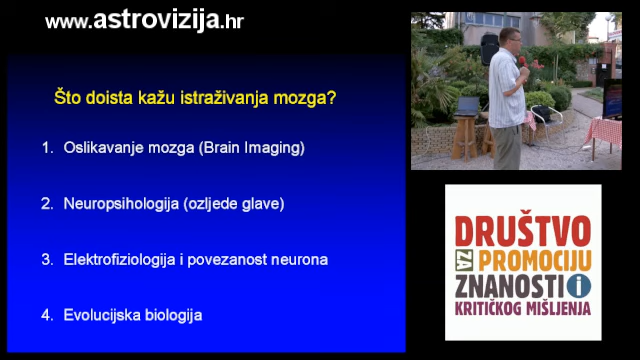 www.astrovizija.hr
Što doista kažu istraživanja mozga?
1. Oslikavanje mozga (Brain Imaging)
2. Neuropsihologija (ozljede glave)
3. Elektrofiziologija i povezanost neurona
4. Evolucijska biologija
DRUŠTVO
ZA PROMOCIJU
ZNANOSTI i
KRITIČKOG MIŠLJENJA